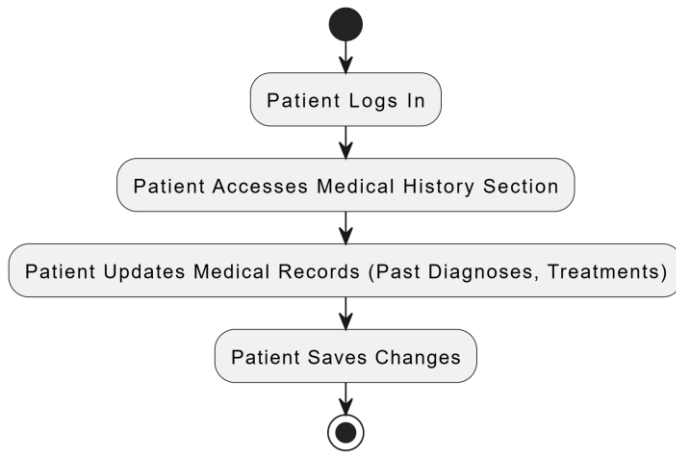 Patient Logs In
Patient Accesses Medical History Section
Patient Updates Medical Records (Past Diagnoses, Treatments)
Patient Saves Changes